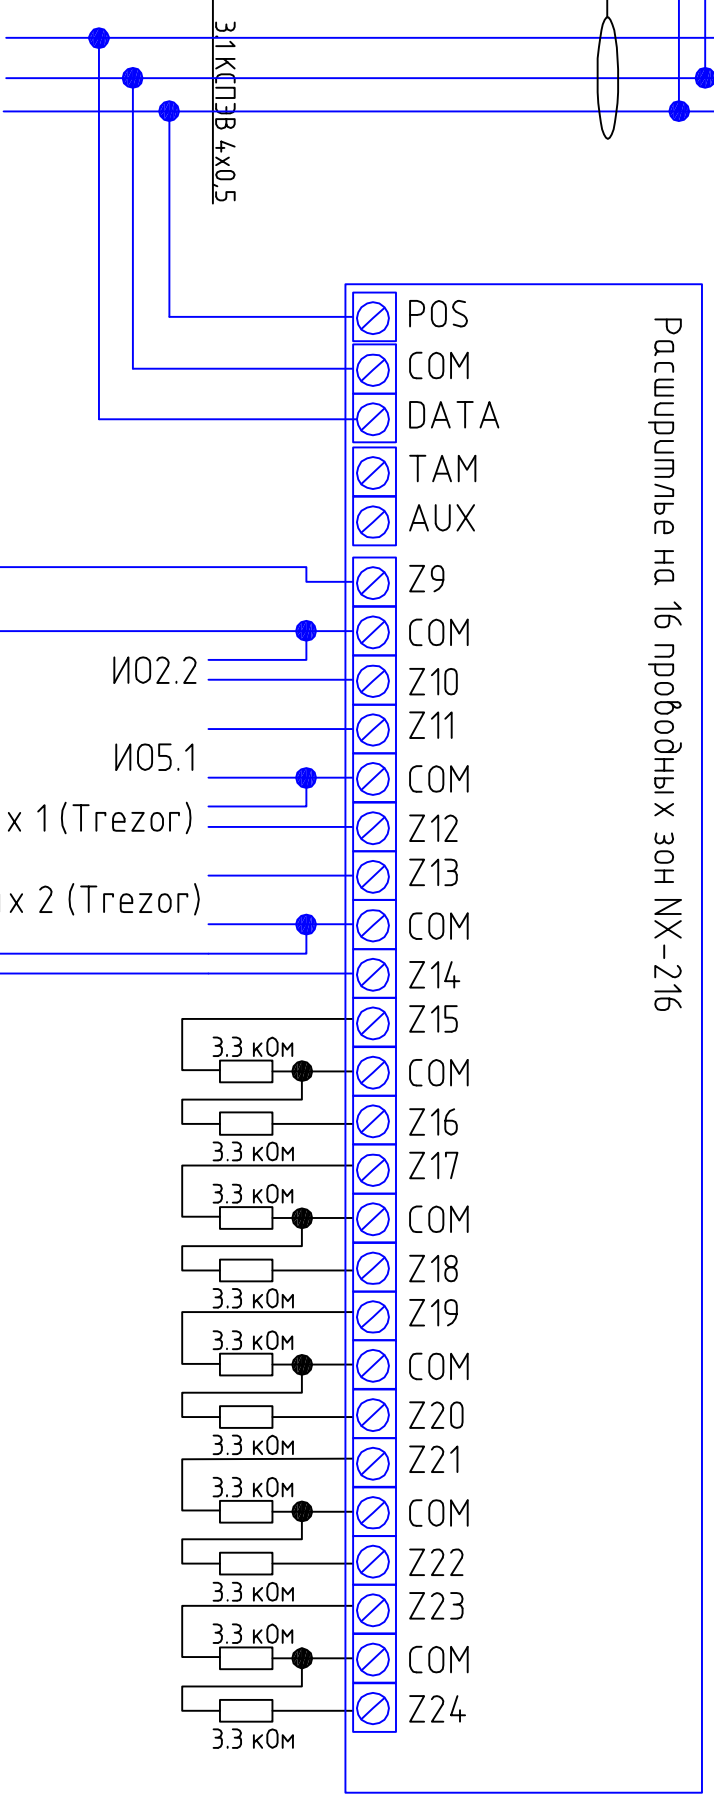 3.1 КСПЭВ 4х0,5
Расширитлье на 16 проводных зон NX-216
POS
COM
DATA
TAM
AUX
Z9
COM
ИО2.2
Z10
Z11
ИО5.1
COM
х 1 (Trezor)
Z12
Z13
х 2 (Trezor)
COM
Z14
Z15
3.3 кОм
COM
Z16
3.3 кОм
Z17
3.3 кОм
COM
Z18
3.3 кОм
Z19
3.3 кОм
COM
Z20
3.3 кОм
Z21
3.3 кОм
COM
Z22
3.3 кОм
Z23
3.3 кОм
COM
Z24
3.3 кОм